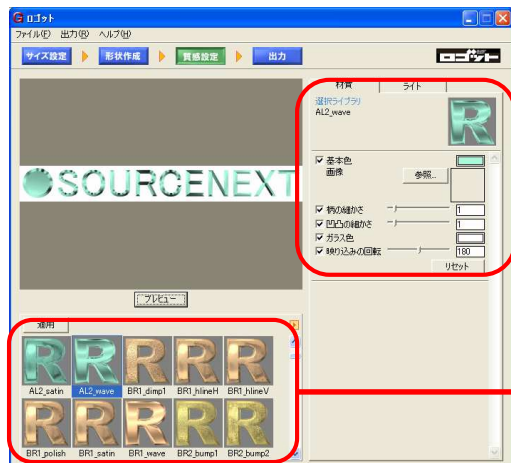 ロゴット
ファイル(F) 出力(R) ヘルプ(H)
サイズ設定 形状作成 質感設定 出力
ロゴット
材質 ライト
選択ライブラリ
AL2_wave
R
基本色
画像 参照...
柄の細かさ 1
凹凸の細かさ 1
ガラス色
映り込みの回転 180
リセット
SOURCENEXT
プレビュー
適用
R R R R R
AL2_satin AL2_wave BR1_dimp1 BR1_hlineH BR1_hlineV
R R R R R
BR1_polish BR1_satin BR1_wave BR2_bump1 BR2_bump2